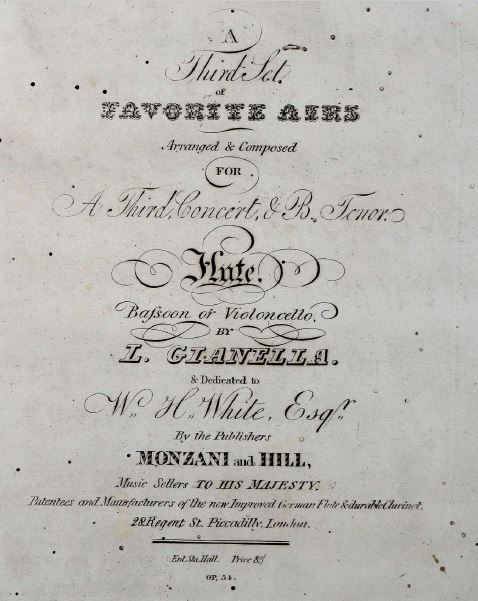 A
Third Set.
of
FAVORITE AIRS
Arranged & Composed
FOR
A Third, Concert, & B, Tenor.
Flute,
Baſsoon or Violoncello,
BY
L. GIANELLA.
& Dedicated to
Wm. H. White, Esqr.
By the Publishers
MONZANI and HILL,
Music Sellers TO HIS MAJESTY.
Patentees and Manufacturers of the new Improved German Flute & durable Clarinet.
28 Regent St. Piccadilly, London.
Ent. Sta. Hall. Price
OP. 54.